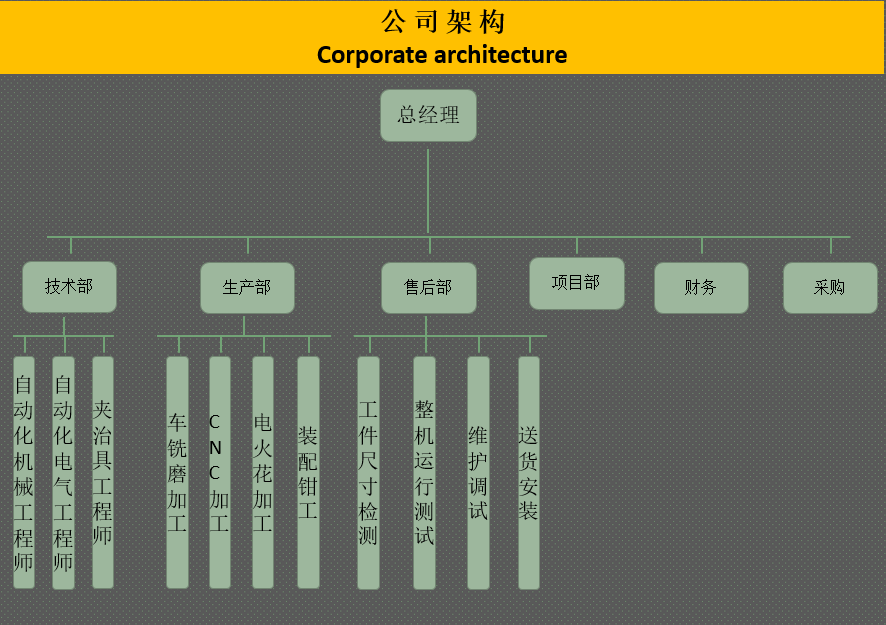 公司架构
Corporate architecture
总经理
技术部
生产部
售后部
项目部
财务
采购
自动化机械工程师
自动化电气工程师
夹治具工程师
车铣磨加工
CNC加工
电火花加工
装配钳工
工件尺寸检测
整机运行测试
维护调试
送货安装